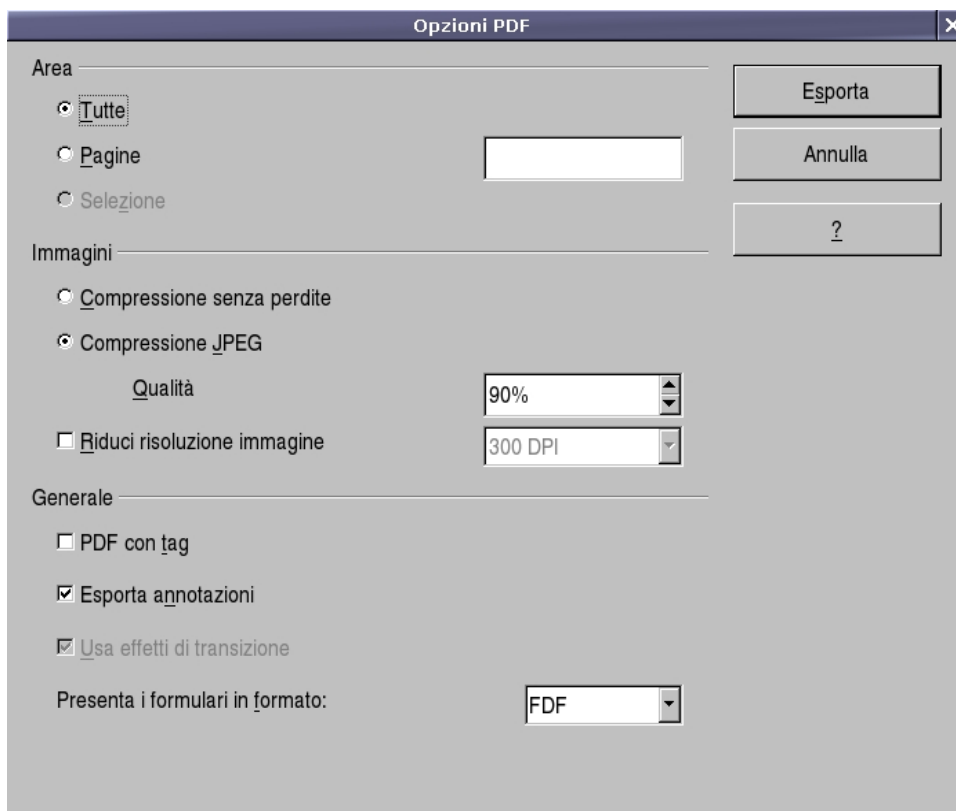 Opzioni PDF
Area
Tutte
Pagine
Selezione
Esporta
Annulla
?
Immagini
Compressione senza perdite
Compressione JPEG
Qualità
90%
Riduci risoluzione immagine
300 DPI
Generale
PDF con tag
Esporta annotazioni
Usa effetti di transizione
Presenta i formulari in formato:
FDF